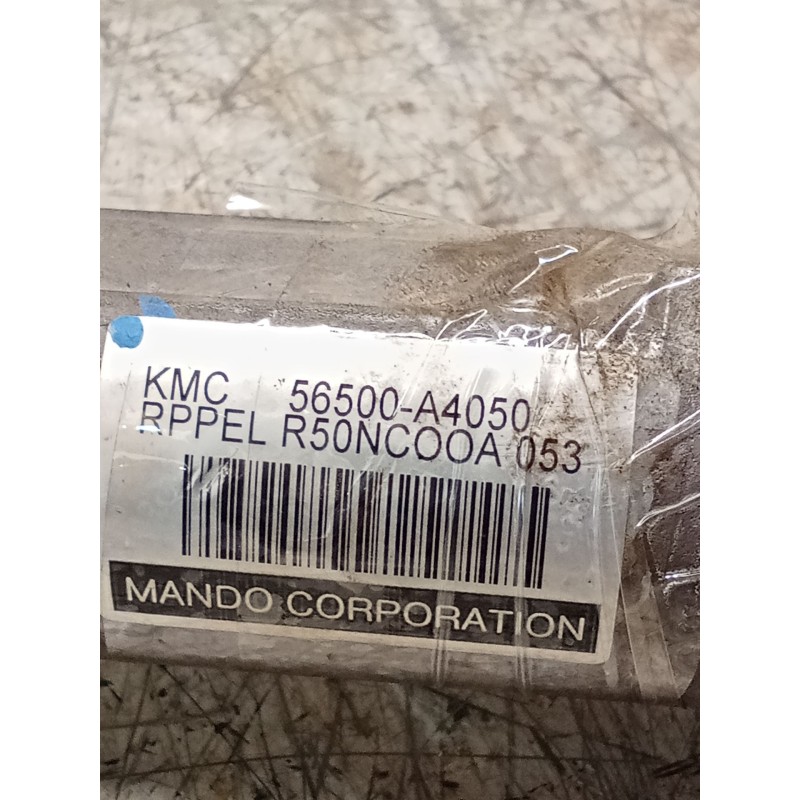 KMC 56500-A4050
RPPEL R50NCOOA 053
MANDO CORPORATION